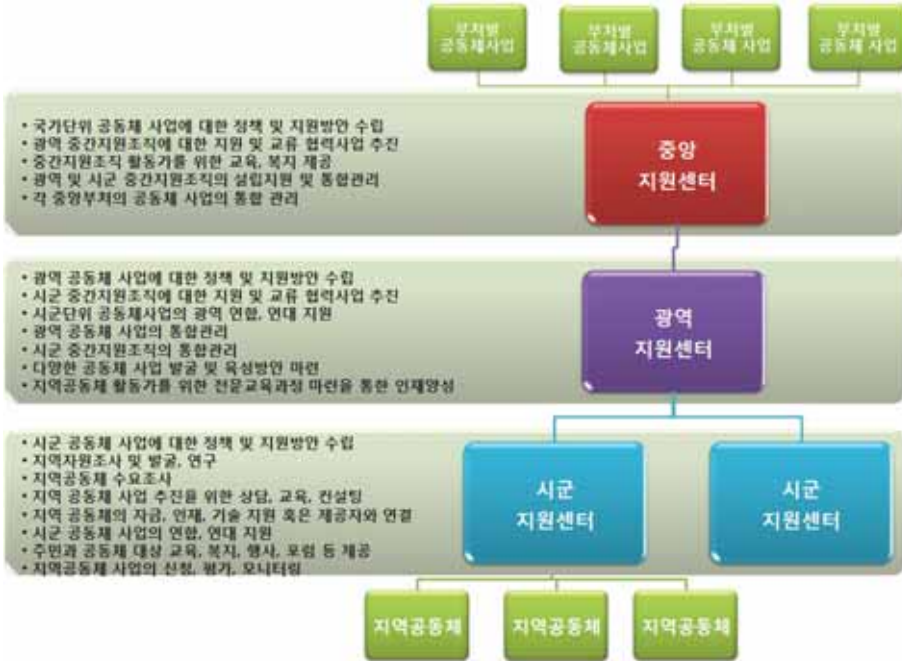 부처별
공동체사업
부처별
공동체사업
부처별
공동체 사업
부처별
공동체 사업
• 국가단위 공동체 사업에 대한 정책 및 지원방안 수립
• 광역 중간지원조직에 대한 지원 및 교류 협력사업 추진
• 중간지원조직 활동가를 위한 교육, 복지 제공
• 광역 및 시군 중간지원조직의 설립지원 및 통합관리
• 각 중앙부처의 공동체 사업의 통합 관리
중앙
지원센터
• 광역 공동체 사업에 대한 정책 및 지원방안 수립
• 시군 중간지원조직에 대한 지원 및 교류 협력사업 추진
• 시군단위 공동체사업의 광역 연합, 연대 지원
• 광역 공동체 사업의 통합관리
• 시군 중간지원조직의 통합관리
• 다양한 공동체 사업 발굴 및 육성방안 마련
• 지역공동체 활동가를 위한 전문교육과정 마련을 통한 인재양성
광역
지원센터
• 시군 공동체 사업에 대한 정책 및 지원방안 수립
• 지역자원조사 및 발굴, 연구
• 지역공동체 수요조사
• 지역 공동체 사업 추진을 위한 상담, 교육, 컨설팅
• 지역 공동체의 자금, 인재, 기술 지원 혹은 제공자와 연결
• 시군 공동체 사업의 연합, 연대 지원
• 주민과 공동체 대상 교육, 복지, 행사, 포럼 등 제공
• 지역공동체 사업의 신청, 평가, 모니터링
시군
지원센터
시군
지원센터
지역공동체
지역공동체
지역공동체